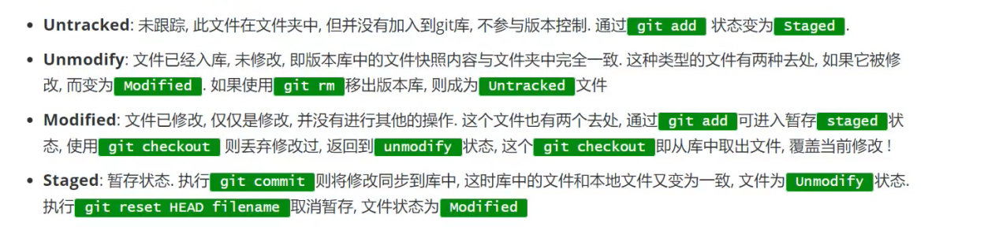 • Untracked: 未跟踪, 此文件在文件夹中, 但并没有加入到git库, 不参与版本控制. 通过 git add 状态变为 Staged .
• Unmodify: 文件已经入库, 未修改, 即版本库中的文件快照内容与文件夹中完全一致. 这种类型的文件有两种去处, 如果它被修
改, 而变为 Modified . 如果使用 git rm 移出版本库, 则成为 Untracked 文件
• Modified: 文件已修改, 仅仅是修改, 并没有进行其他的操作. 这个文件也有两个去处, 通过 git add 可进入暂存 staged 状
态, 使用 git checkout 则丢弃修改过, 返回到 unmodify 状态, 这个 git checkout 即从库中取出文件, 覆盖当前修改 !
• Staged: 暂存状态. 执行 git commit 则将修改同步到库中, 这时库中的文件和本地文件又变为一致, 文件为 Unmodify 状态.
执行 git reset HEAD filename 取消暂存, 文件状态为 Modified